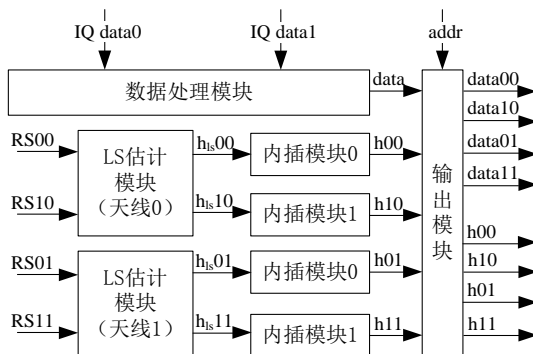 IQ data0
IQ data1
addr
数据处理模块
data
data00
data10
data01
data11
RS00
RS10
LS估计
模块
（天线0）
hls00
hls10
内插模块0
内插模块1
h00
h10
输
出
模
块
RS01
RS11
LS估计
模块
（天线1）
hls01
hls11
内插模块0
内插模块1
h01
h11
h00
h10
h01
h11